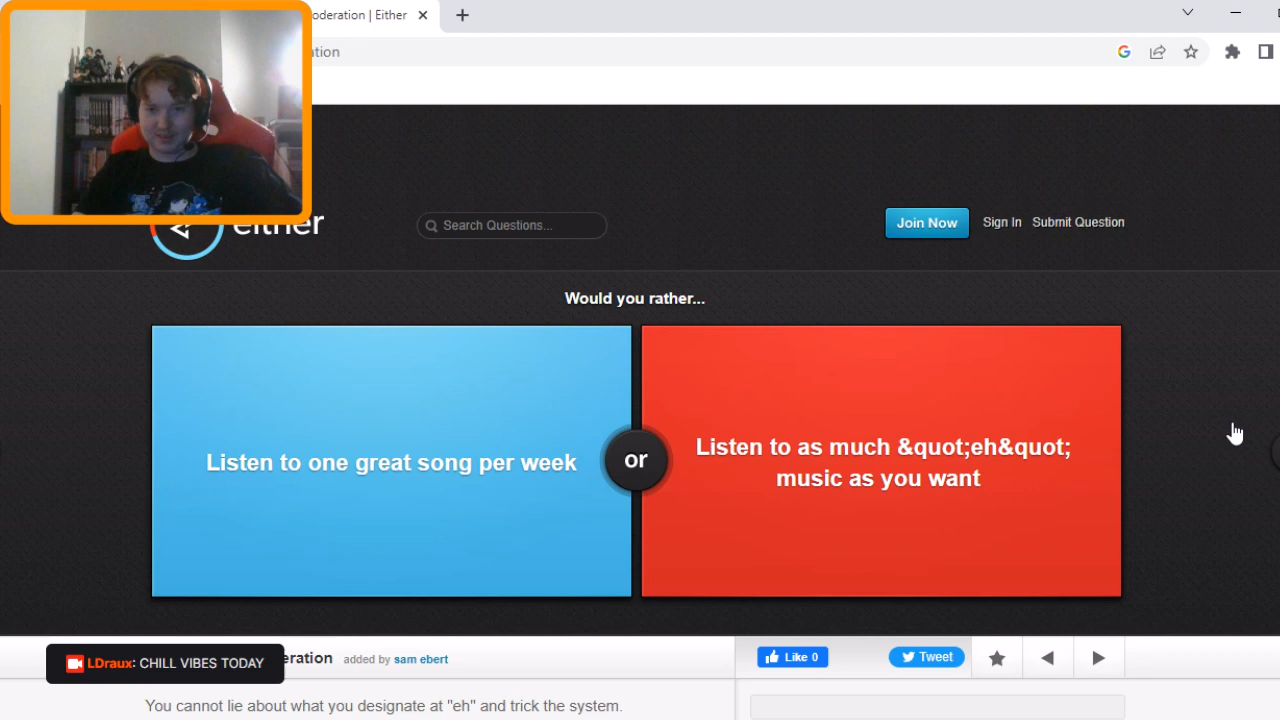 oderation | Either
tion
either
Search Questions...
Join Now
Sign In
Submit Question
Would you rather...
Listen to one great song per week
or
Listen to as much &quot;eh&quot;
music as you want
LDraux: CHILL VIBES TODAY
eration
added by sam ebert
Like 0
Tweet
You cannot lie about what you designate at "eh" and trick the system.